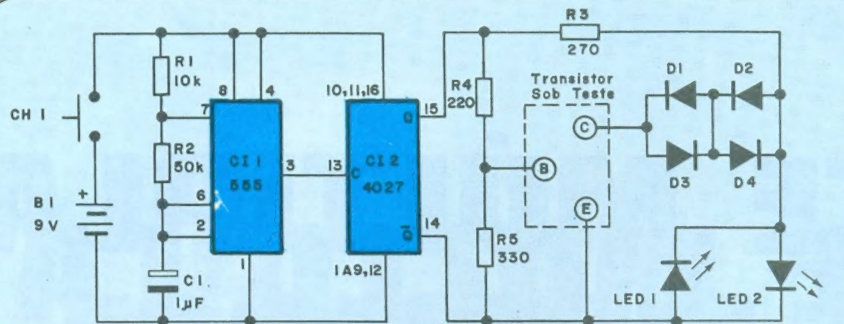 R3
270
R1
10k
8
4
10,11,16
15
Q
R4
220
Transistor
Sob Teste
D1
D2
CH 1
7
C
R2
50k
CI 1
555
3
13
C
CI 2
4027
B
D3
D4
B1
9V
+
6
2
Q̅
14
E
R5
330
C1
1µF
1
1A9,12
LED 1
LED 2